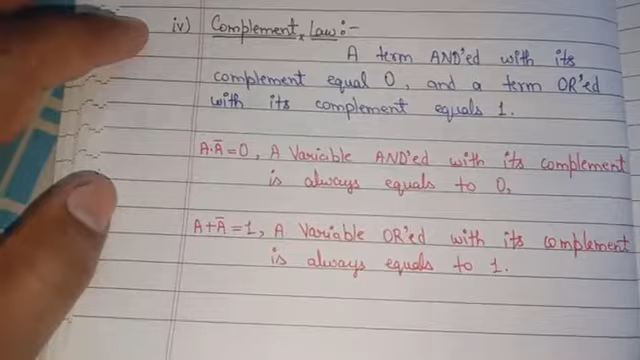 iv) Complement Law:-
A term AND'ed with its
complement equal 0, and a term OR'ed
with its complement equals 1.
A.Ā=0, A Variable AND'ED with its complement
is always equals to 0,
A+Ā=1, A Variable OR'ed with its complement
is always equals to 1.